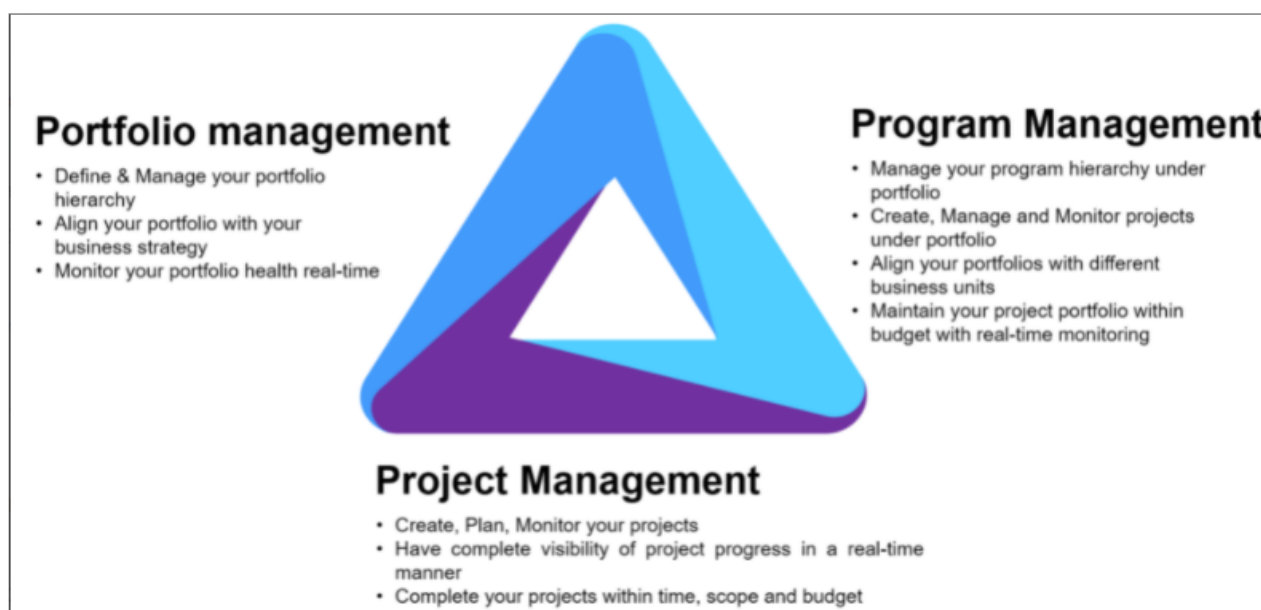 Portfolio management
• Define & Manage your portfolio
hierarchy
• Align your portfolio with your
business strategy
• Monitor your portfolio health real-time
Program Management
• Manage your program hierarchy under
portfolio
• Create, Manage and Monitor projects
under portfolio
• Align your portfolios with different
business units
• Maintain your project portfolio within
budget with real-time monitoring
Project Management
• Create, Plan, Monitor your projects
• Have complete visibility of project progress in a real-time
manner
• Complete your projects within time, scope and budget